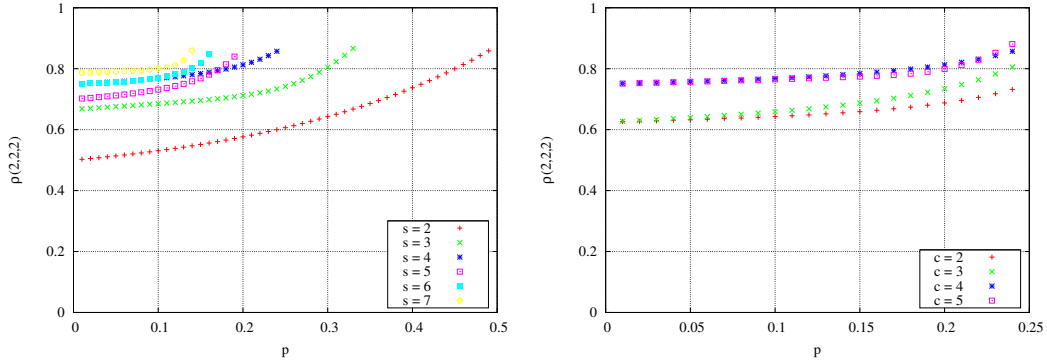 1
0.8
0.6
0.4
0.2
0
ρ(2,2,2)
0 0.1 0.2 0.3 0.4 0.5
p
s = 2
s = 3
s = 4
s = 5
s = 6
s = 7
1
0.8
0.6
0.4
0.2
0
ρ(2,2,2)
0 0.05 0.1 0.15 0.2 0.25
p
c = 2
c = 3
c = 4
c = 5